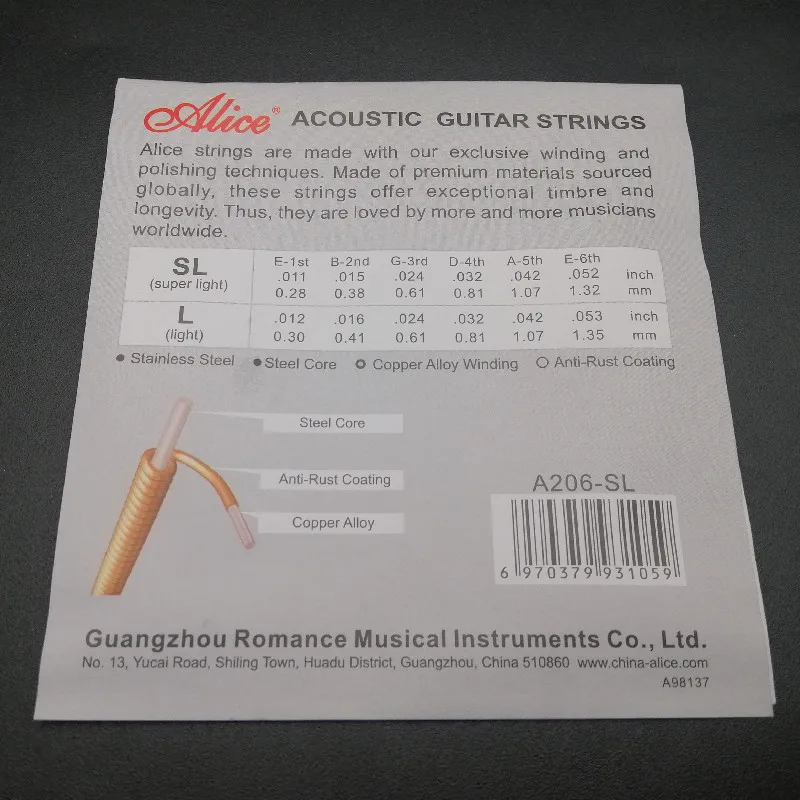 Alice® ACOUSTIC GUITAR STRINGS
Alice strings are made with our exclusive winding and
polishing techniques. Made of premium materials sourced
globally, these strings offer exceptional timbre and
longevity. Thus, they are loved by more and more musicians
worldwide.
SL E-1st B-2nd G-3rd D-4th A-5th E-6th
(super light) .011 .015 .024 .032 .042 .052 inch
0.28 0.38 0.61 0.81 1.07 1.32 mm
L .012 .016 .024 .032 .042 .053 inch
(light) 0.30 0.41 0.61 0.81 1.07 1.35 mm
Stainless Steel Steel Core Copper Alloy Winding Anti-Rust Coating
Steel Core
Anti-Rust Coating
Copper Alloy
A206-SL
6 970379 931059
Guangzhou Romance Musical Instruments Co., Ltd.
No. 13, Yucai Road, Shiling Town, Huadu District, Guangzhou, China 510860 www.china-alice.com
A98137